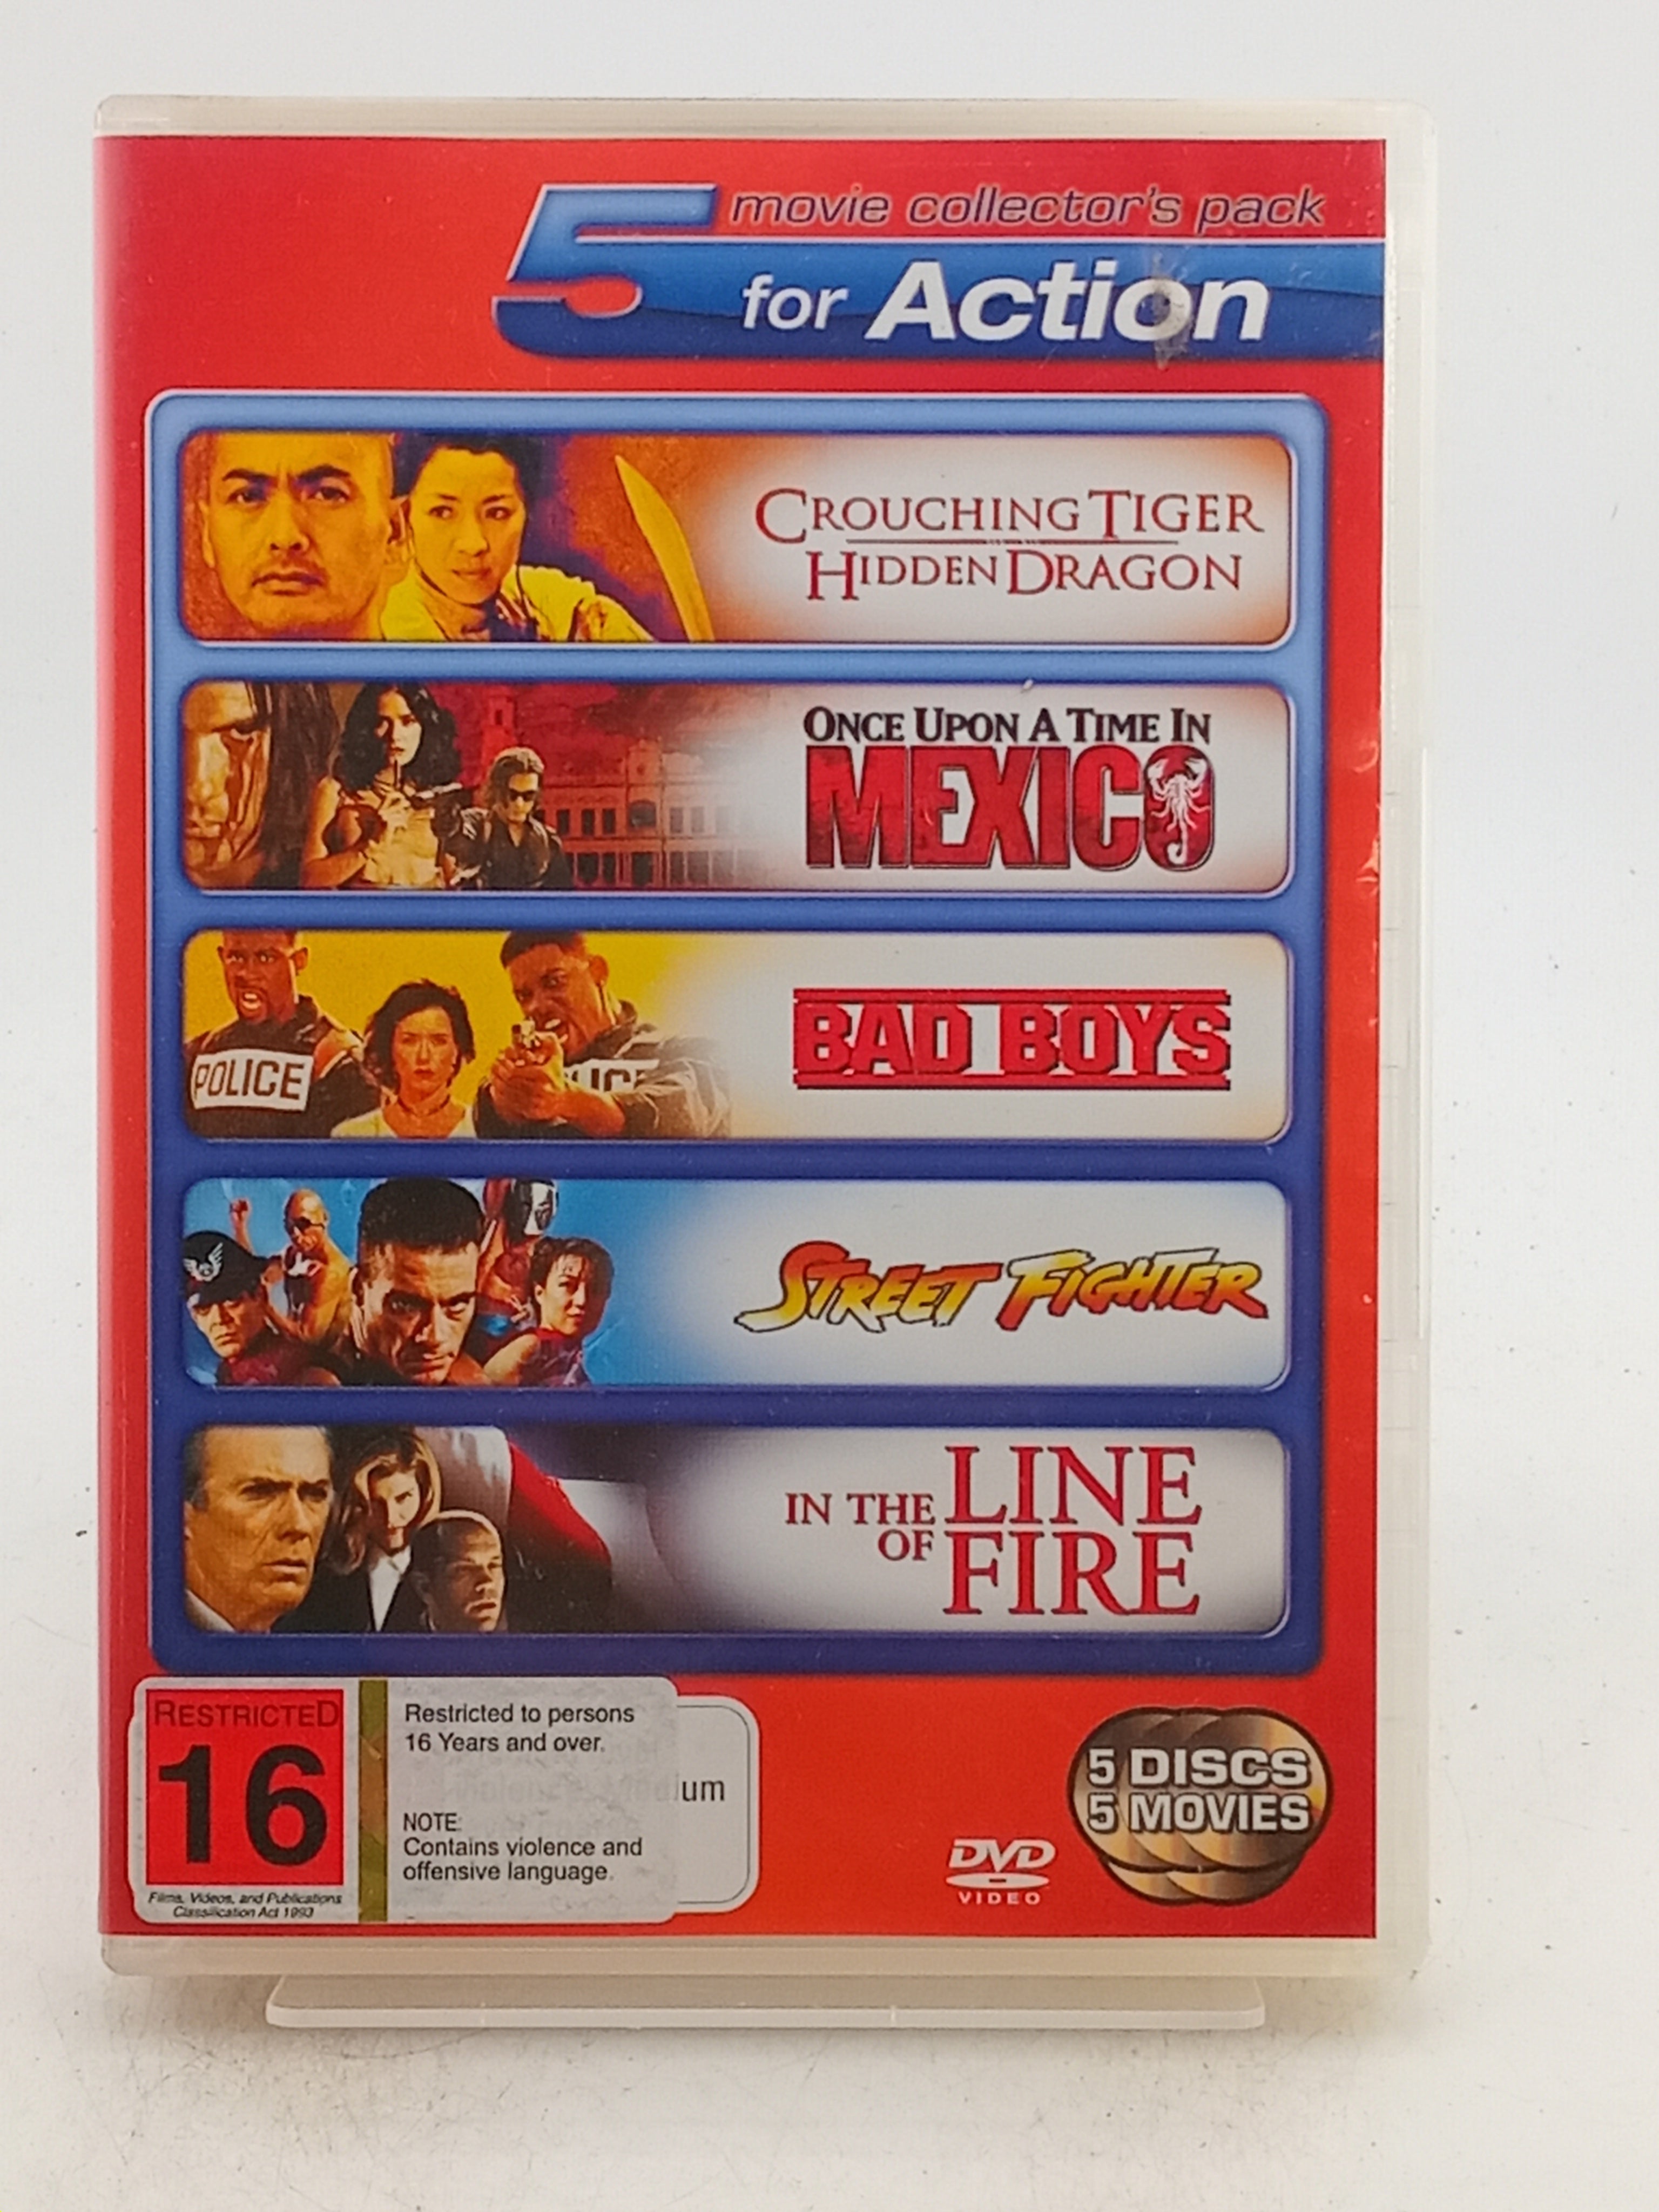 5 movie collector's pack
for Action
CROUCHING TIGER
HIDDEN DRAGON
ONCE UPON A TIME IN
MEXICO
POLICE
BAD BOYS
STREET FIGHTER
IN THE LINE
OF FIRE
RESTRICTED
16
Films, Videos, and Publications
Classification Act 1993
Restricted to persons
16 Years and over.
um
NOTE:
Contains violence and
offensive language.
DVD
VIDEO
5 DISCS
5 MOVIES